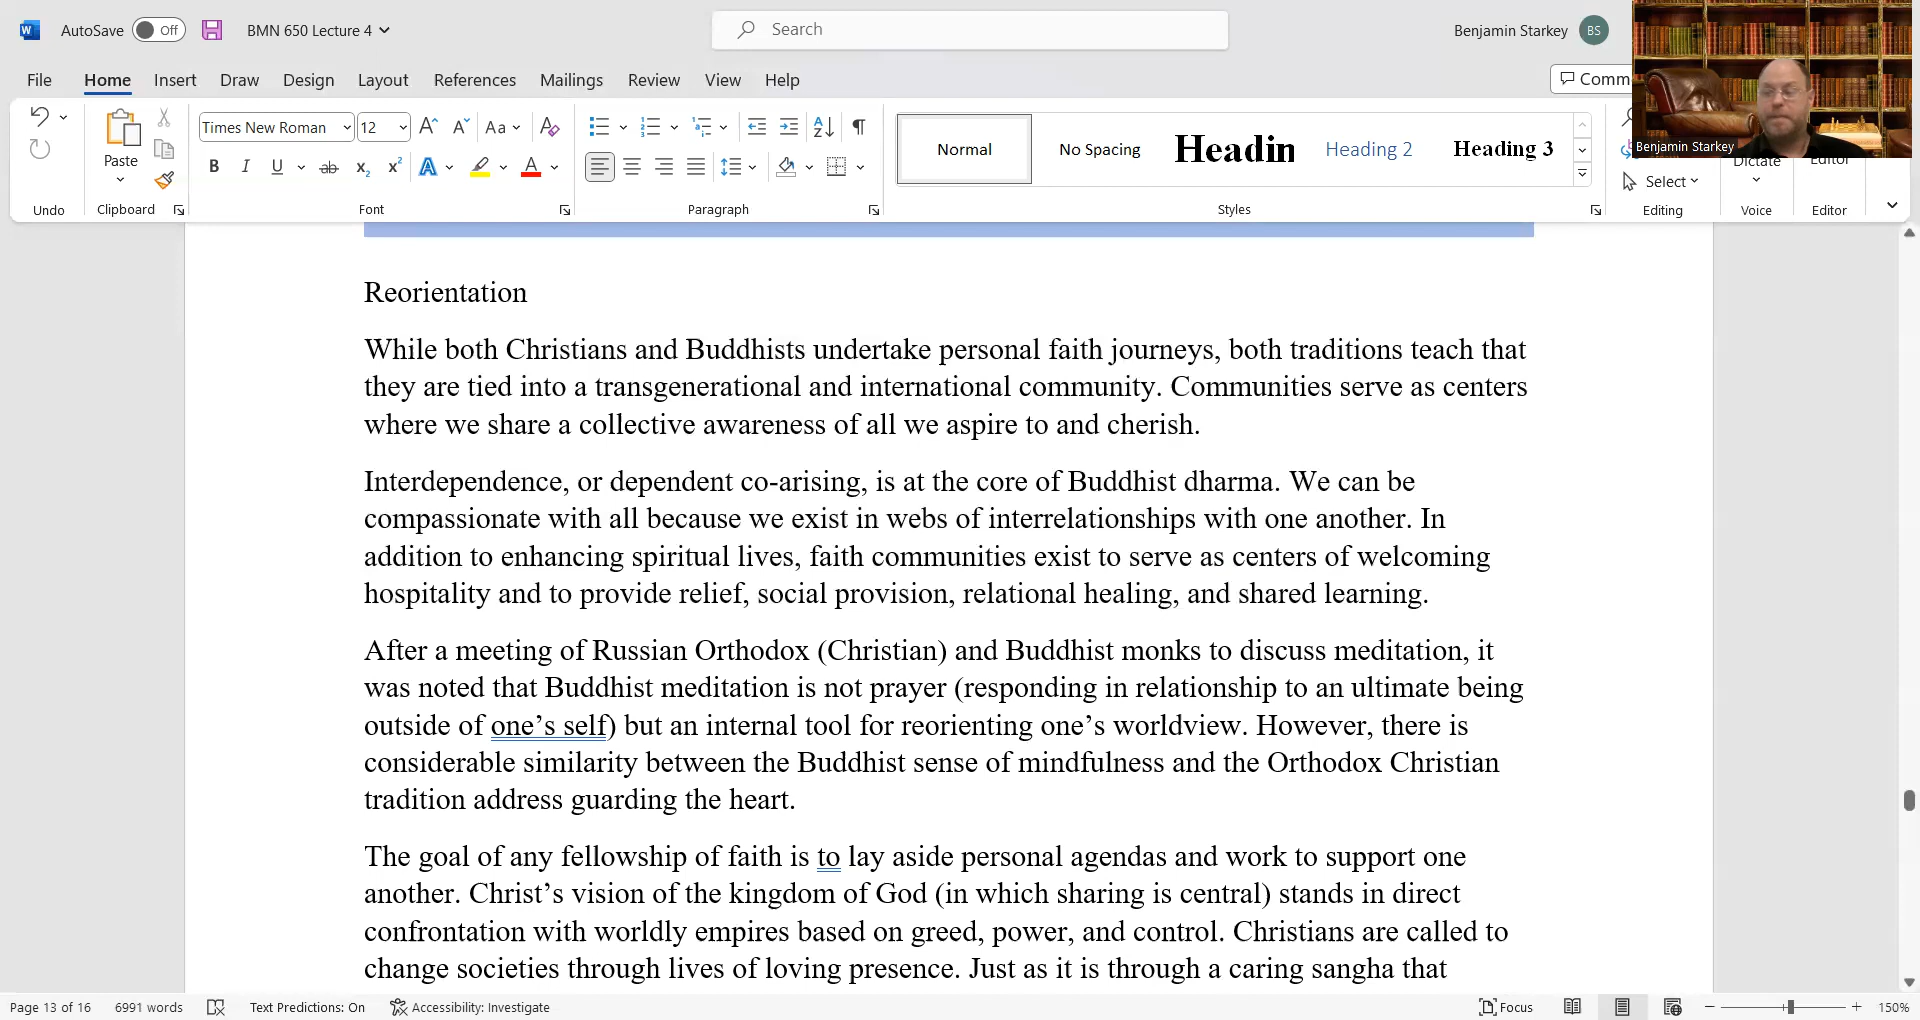 AutoSave Off BMN 650 Lecture 4 Search Benjamin Starkey BS
File Home Insert Draw Design Layout References Mailings Review View Help
Times New Roman 12 Aa
Paste
Normal No Spacing Headin Heading 2 Heading 3
Benjamin Starkey
Dictate Editor
Select
Undo Clipboard Font Paragraph Styles Editing Voice Editor
Reorientation
While both Christians and Buddhists undertake personal faith journeys, both traditions teach that
they are tied into a transgenerational and international community. Communities serve as centers
where we share a collective awareness of all we aspire to and cherish.
Interdependence, or dependent co-arising, is at the core of Buddhist dharma. We can be
compassionate with all because we exist in webs of interrelationships with one another. In
addition to enhancing spiritual lives, faith communities exist to serve as centers of welcoming
hospitality and to provide relief, social provision, relational healing, and shared learning.
After a meeting of Russian Orthodox (Christian) and Buddhist monks to discuss meditation, it
was noted that Buddhist meditation is not prayer (responding in relationship to an ultimate being
outside of one’s self) but an internal tool for reorienting one’s worldview. However, there is
considerable similarity between the Buddhist sense of mindfulness and the Orthodox Christian
tradition address guarding the heart.
The goal of any fellowship of faith is to lay aside personal agendas and work to support one
another. Christ’s vision of the kingdom of God (in which sharing is central) stands in direct
confrontation with worldly empires based on greed, power, and control. Christians are called to
change societies through lives of loving presence. Just as it is through a caring sangha that
Page 13 of 16 6991 words Text Predictions: On Accessibility: Investigate Focus 150%